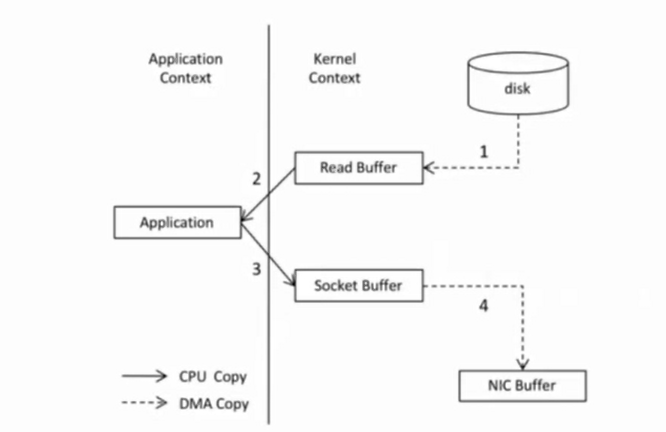 Application
Context
Kernel
Context
disk
1
Read Buffer
2
Application
3
Socket Buffer
4
NIC Buffer
CPU Copy
DMA Copy